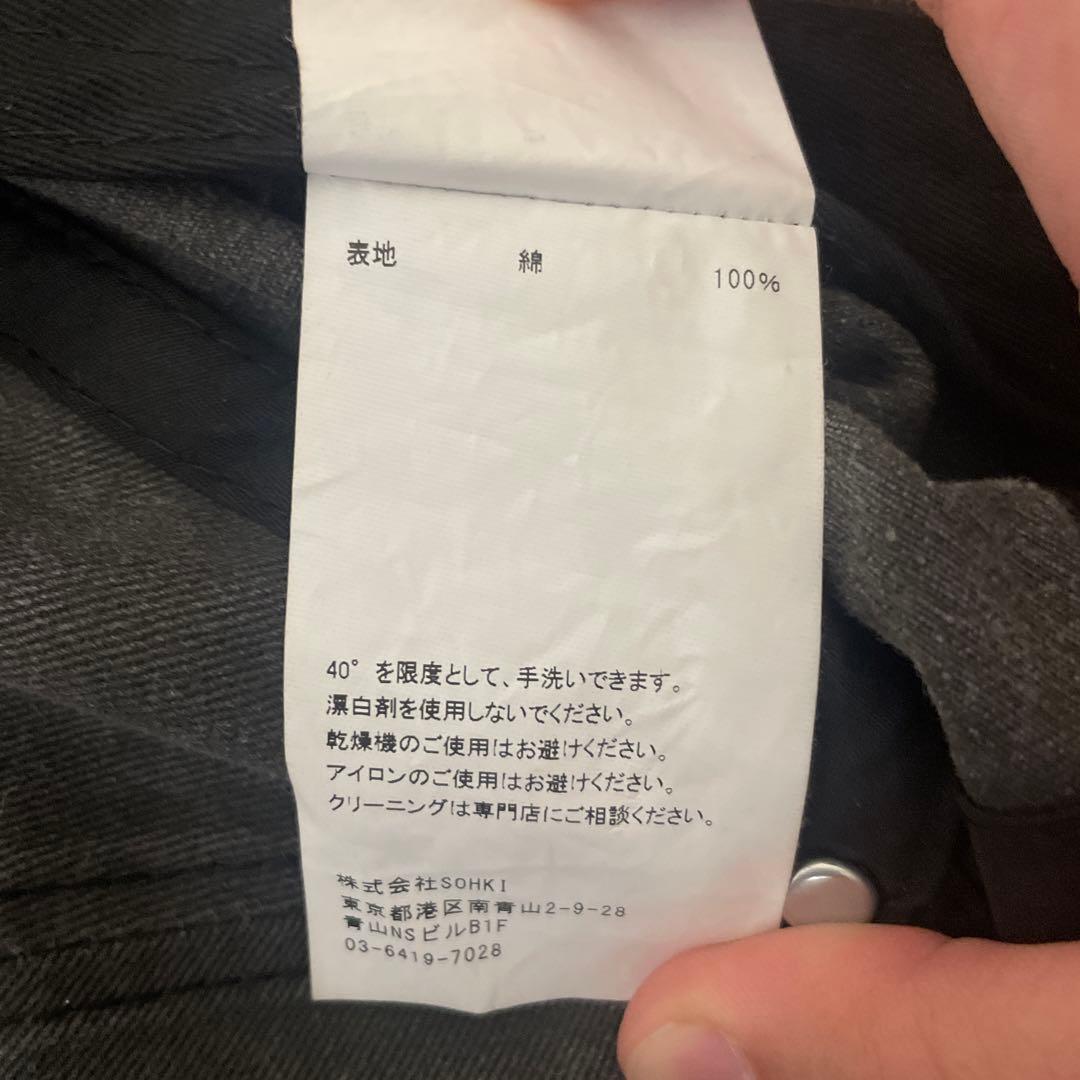 表地 綿 100%
40°を限度として、手洗いできます。
漂白剤を使用しないでください。
乾燥機のご使用はお避けください。
アイロンのご使用はお避けください。
クリーニングは専門店にご相談ください。
株式会社SOHKI
東京都港区南青山2-9-28
青山NSビルB1F
03-6419-7028